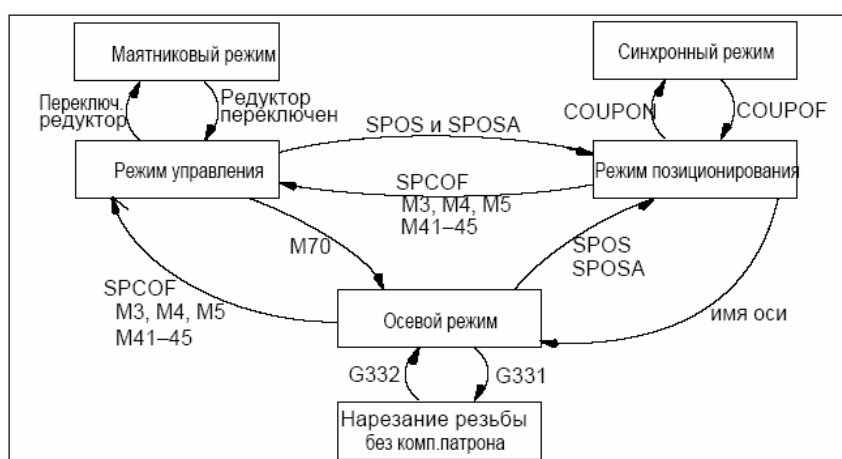 Маятниковый режим
Синхронный режим
Переключ.
редуктор
Редуктор
переключен
COUPON
COUPOF
SPOS и SPOSA
Режим управления
Режим позиционирования
SPCOF
M3, M4, M5
M41–45
M70
SPOS
SPOSA
SPCOF
M3, M4, M5
M41–45
Осевой режим
имя оси
G332
G331
Нарезание резьбы
без комп.патрона